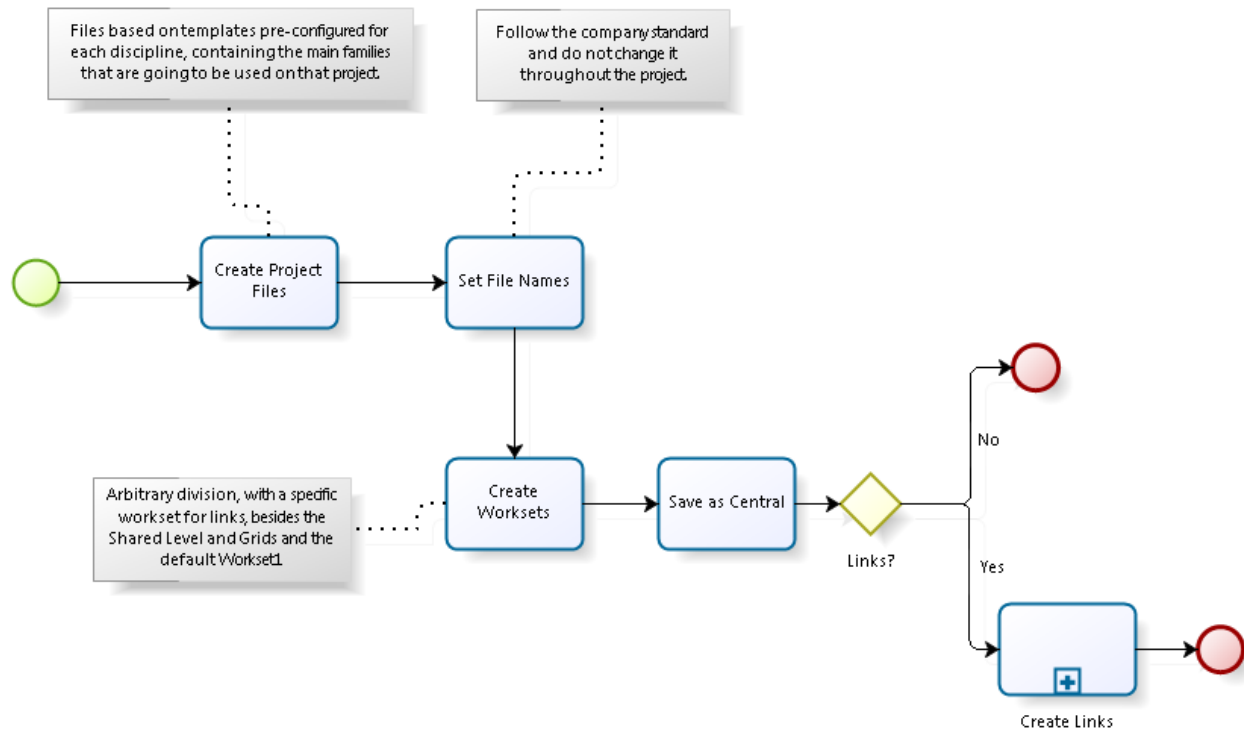 Files based on templates pre-configured for
each discipline, containing the main families
that are going to be used on that project.
Follow the company standard
and do not change it
throughout the project.
Create Project
Files
Set File Names
Arbitrary division, with a specific
workset for links, besides the
Shared Level and Grids and the
default Workset1
Create
Worksets
Save as Central
Links?
No
Yes
Create Links